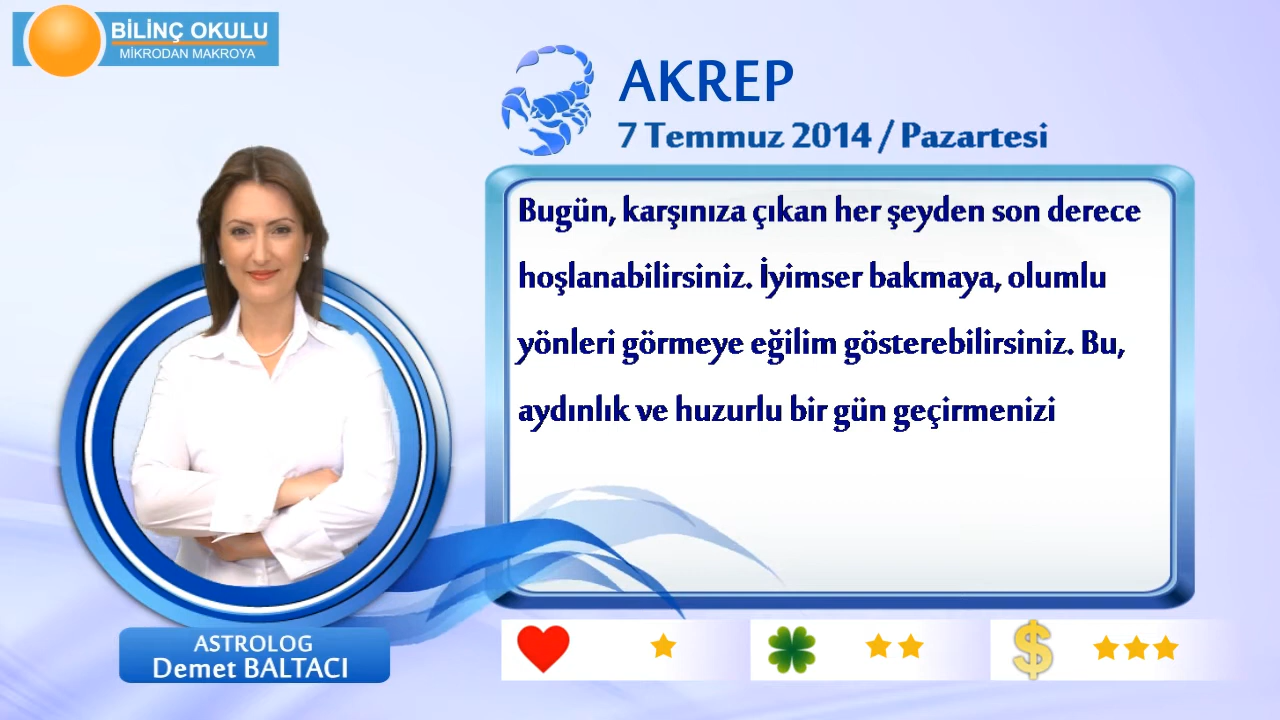 BİLİNÇ OKULU
MİKRODAN MAKROYA
AKREP
7 Temmuz 2014 / Pazartesi
Bugün, karşınıza çıkan her şeyden son derece
hoşlanabilirsiniz. İyimser bakmaya, olumlu
yönleri görmeye eğilim gösterebilirsiniz. Bu,
aydınlık ve huzurlu bir gün geçirmenizi
ASTROLOG
Demet BALTACI